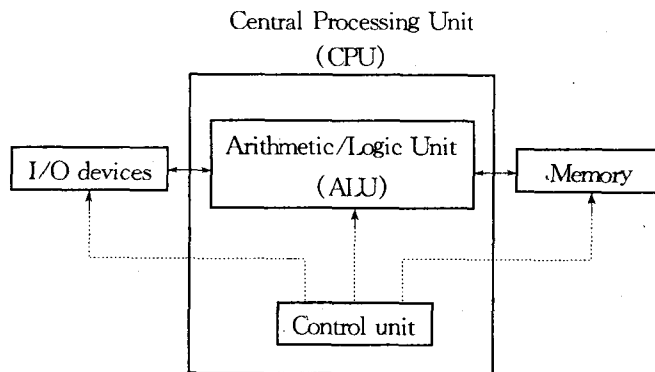 Central Processing Unit
(CPU)
Arithmetic/Logic Unit
(ALU)
I/O devices
Memory
Control unit